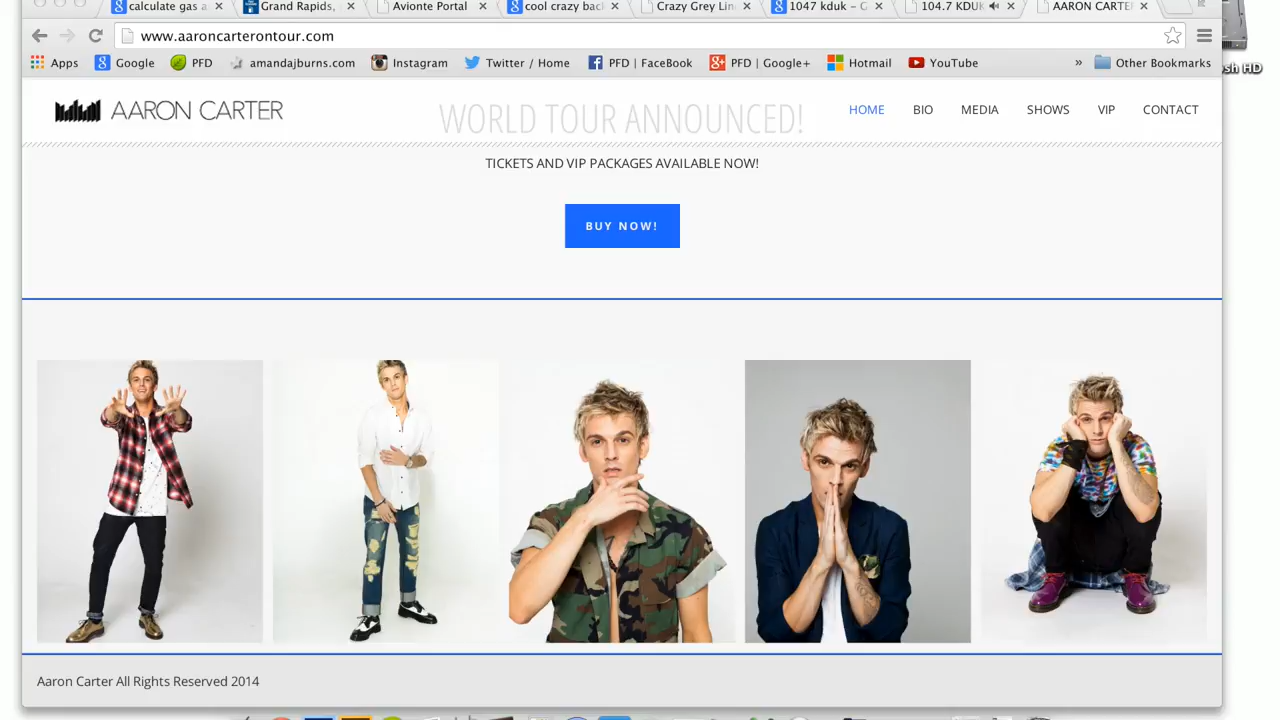 calculate gas a
Grand Rapids,
Avionte Portal
cool crazy bac
Crazy Grey Lin
1047 kduk - G
104.7 KDUK
AARON CARTE
www.aaroncarterontour.com
Apps
Google
PFD
amandajburns.com
Instagram
Twitter / Home
PFD | FaceBook
PFD | Google+
Hotmail
YouTube
»
Other Bookmarks
sh HD
AARON CARTER
WORLD TOUR ANNOUNCED!
HOME
BIO
MEDIA
SHOWS
VIP
CONTACT
TICKETS AND VIP PACKAGES AVAILABLE NOW!
BUY NOW!
Aaron Carter All Rights Reserved 2014